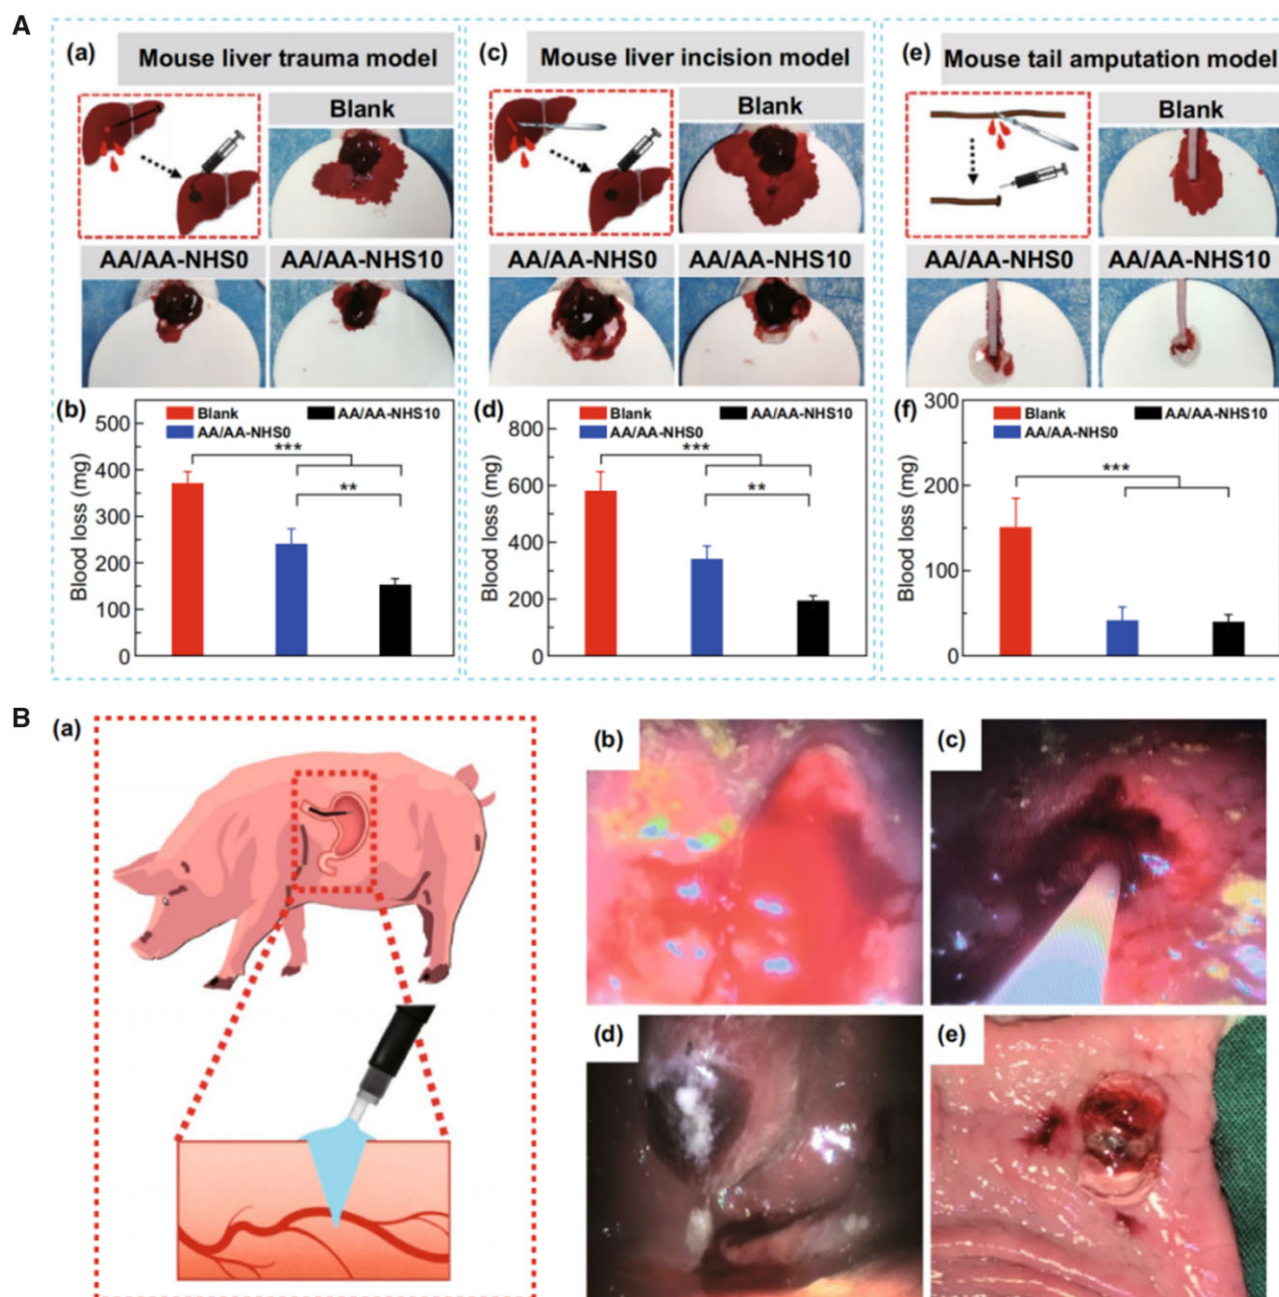 A
(a)
Mouse liver trauma model
Blank
AA/AA-NHS0
AA/AA-NHS10
(b)
Blood loss (mg)
500
400
300
200
100
0
Blank
AA/AA-NHS10
AA/AA-NHS0
***
**
(c)
Mouse liver incision model
Blank
AA/AA-NHS0
AA/AA-NHS10
(d)
Blood loss (mg)
800
600
400
200
0
Blank
AA/AA-NHS10
AA/AA-NHS0
***
**
(e)
Mouse tail amputation model
Blank
AA/AA-NHS0
AA/AA-NHS10
(f)
Blood loss (mg)
300
200
100
0
Blank
AA/AA-NHS10
AA/AA-NHS0
***
B
(a)
(b)
(c)
(d)
(e)